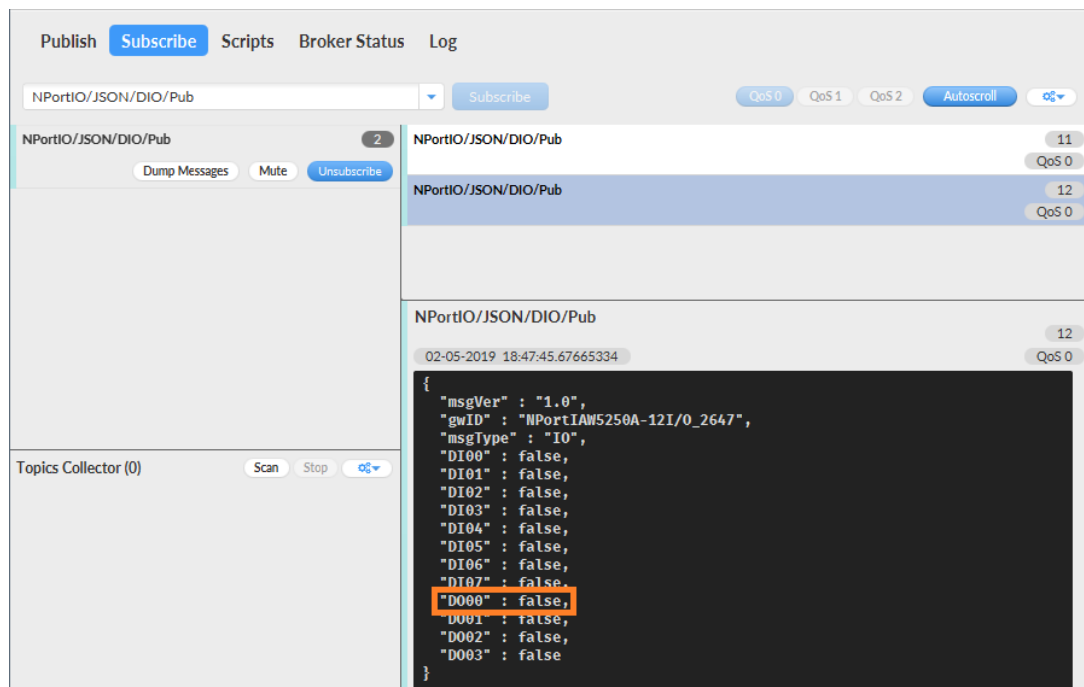 Publish Subscribe Scripts Broker Status Log
NPortIO/JSON/DIO/Pub Subscribe QoS 0 QoS 1 QoS 2 Autoscroll
NPortIO/JSON/DIO/Pub 2
Dump Messages Mute Unsubscribe
NPortIO/JSON/DIO/Pub 11
QoS 0
NPortIO/JSON/DIO/Pub 12
QoS 0
Topics Collector (0) Scan Stop
NPortIO/JSON/DIO/Pub
12
02-05-2019 18:47:45.67665334 QoS 0
{
"msgVer" : "1.0",
"gwID" : "NPortIAW5250A-12I/O_2647",
"msgType" : "IO",
"DI00" : false,
"DI01" : false,
"DI02" : false,
"DI03" : false,
"DI04" : false,
"DI05" : false,
"DI06" : false,
"DI07" : false,
"DO00" : false,
"DO01" : false,
"DO02" : false,
"DO03" : false
}